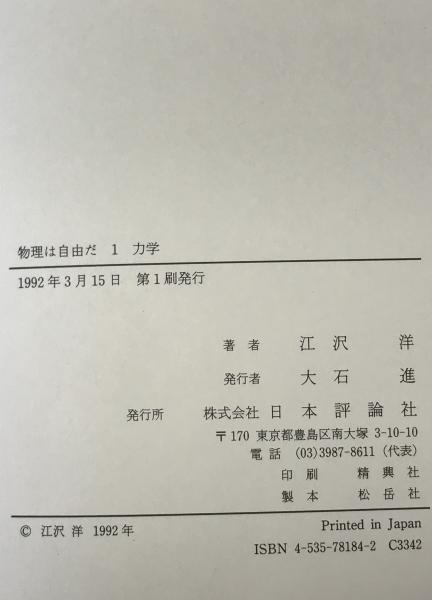 物理は自由だ 1 力学
1992年3月15日 第1刷発行
著者 江沢 洋
発行者 大石 進
発行所 株式会社 日本評論社
〒170 東京都豊島区南大塚 3-10-10
電話 (03)3987-8611 (代表)
印刷 精興社
製本 松岳社
© 江沢 洋 1992年
Printed in Japan
ISBN 4-535-78184-2 C3342